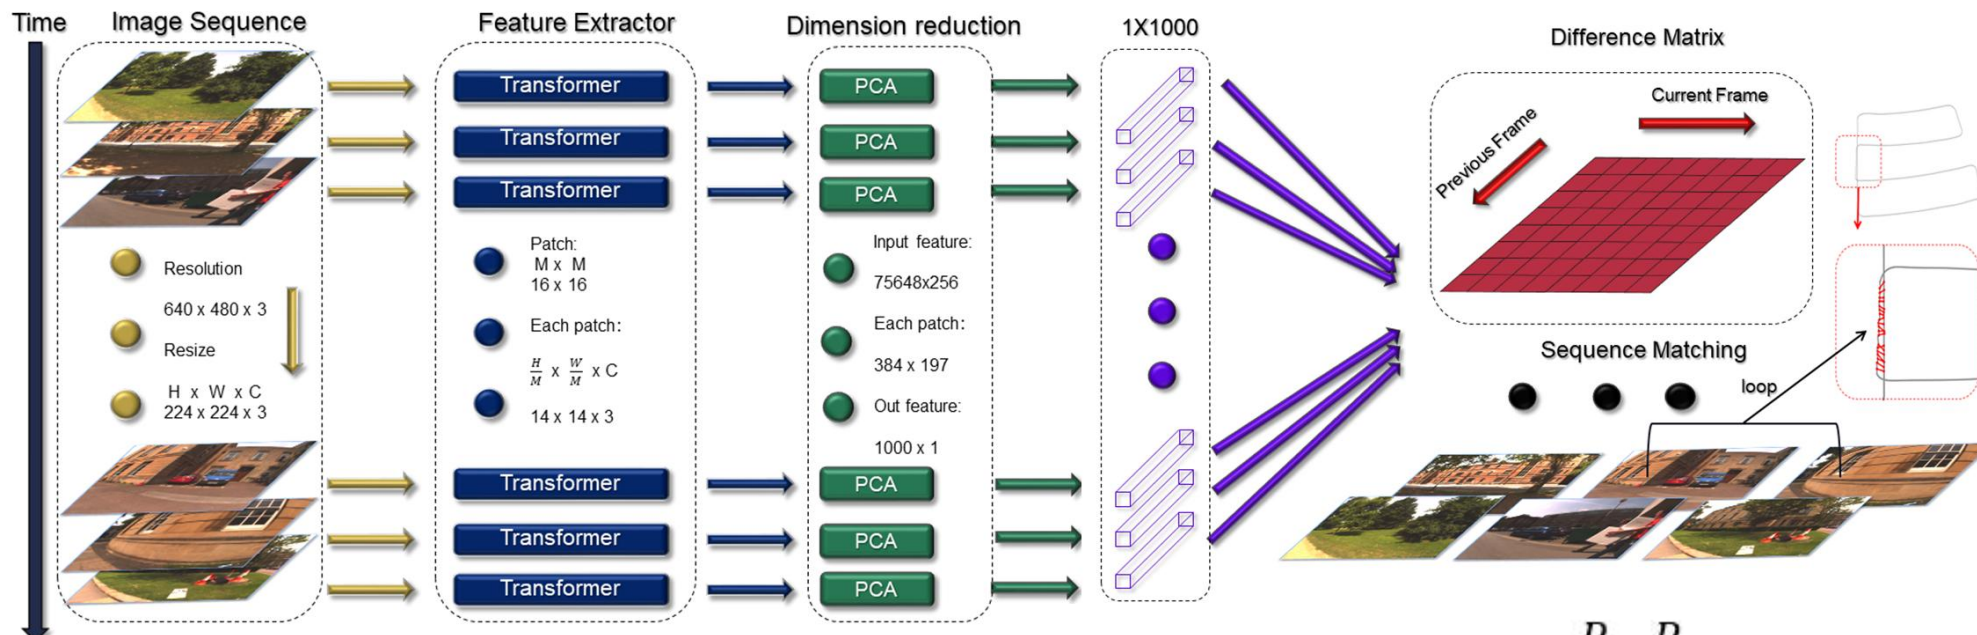 Time
Image Sequence
Feature Extractor
Dimension reduction
1X1000
Difference Matrix
Transformer
PCA
Transformer
PCA
Transformer
PCA
Current Frame
Previous Frame
Resolution
640 x 480 x 3
Resize
H x W x C
224 x 224 x 3
Patch:
M x M
16 x 16
Each patch:
H/M x W/M x C
14 x 14 x 3
Input feature:
75648x256
Each patch:
384 x 197
Out feature:
1000 x 1
Sequence Matching
loop
Transformer
PCA
Transformer
PCA
Transformer
PCA